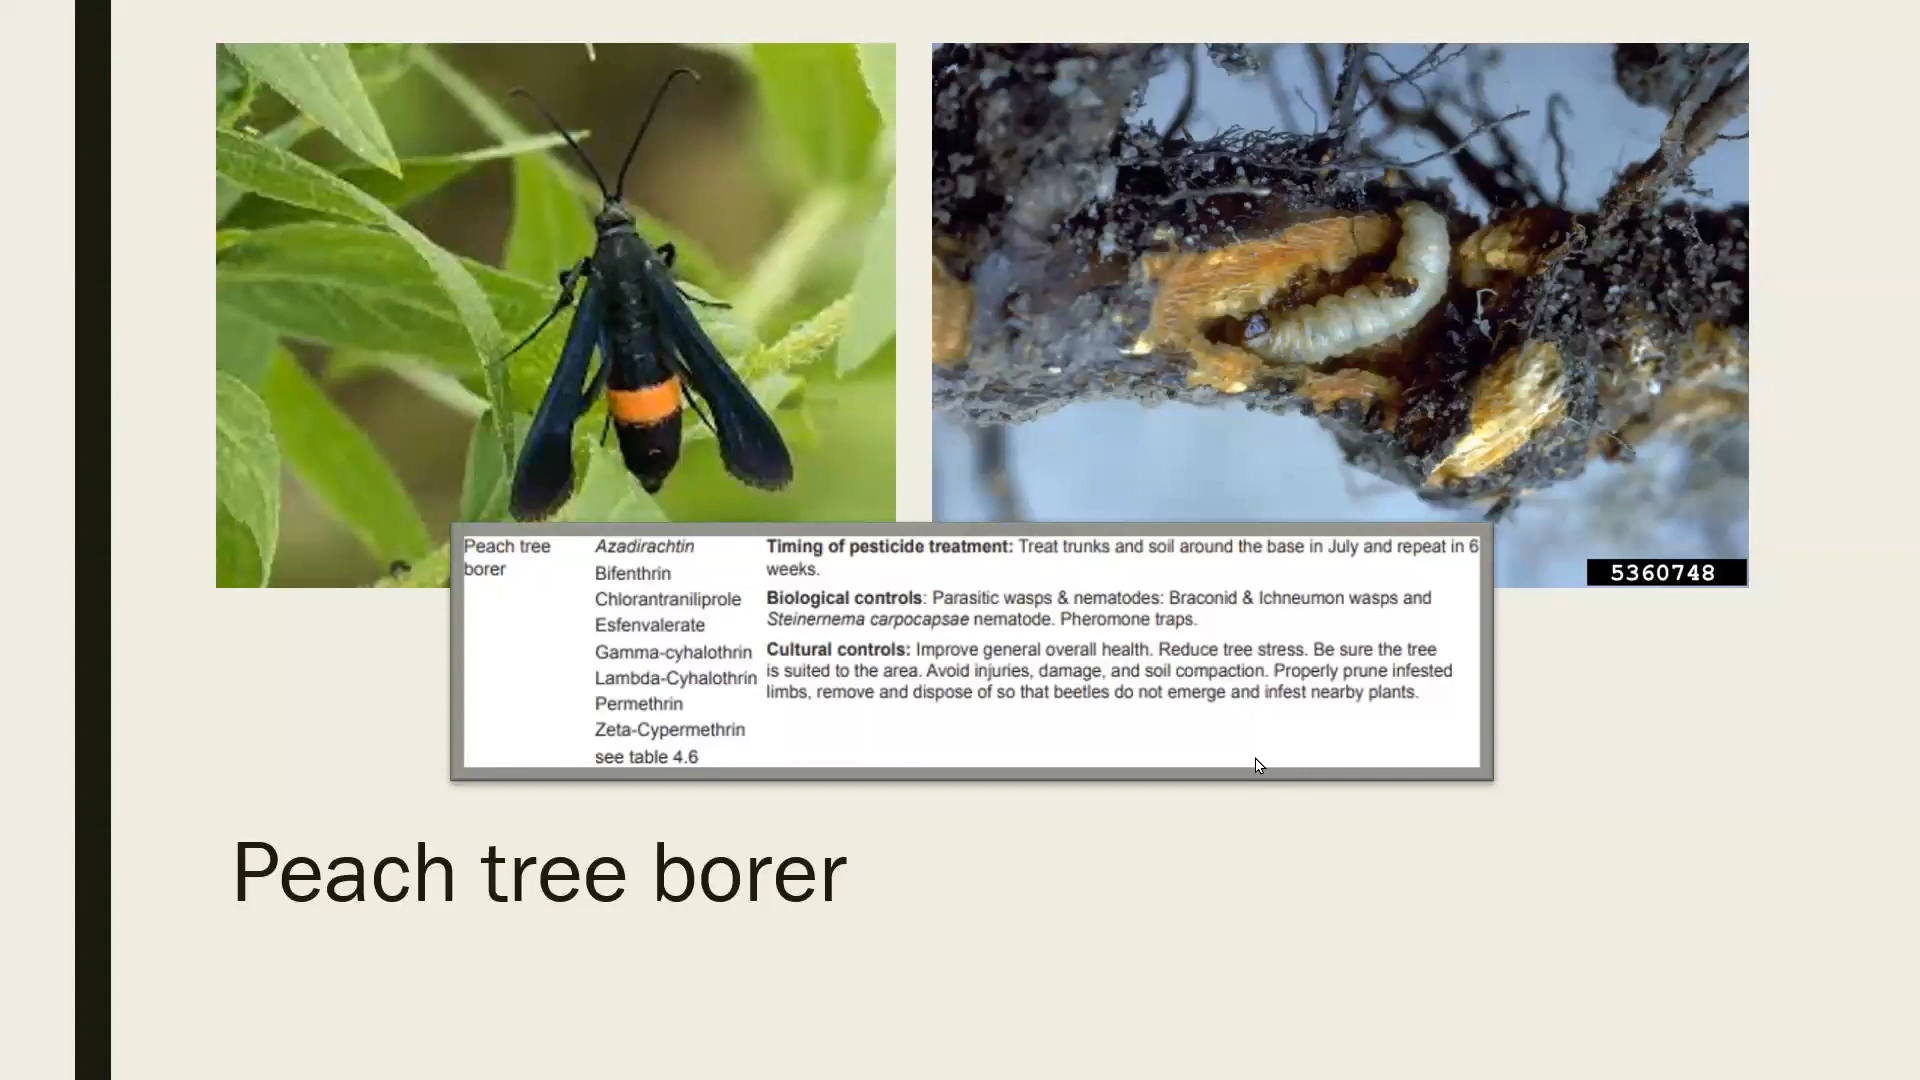 5360748
Peach tree
borer
Azadirachtin
Bifenthrin
Chlorantraniliprole
Esfenvalerate
Gamma-cyhalothrin
Lambda-Cyhalothrin
Permethrin
Zeta-Cypermethrin
see table 4.6
Timing of pesticide treatment: Treat trunks and soil around the base in July and repeat in 6
weeks.
Biological controls: Parasitic wasps & nematodes: Braconid & Ichneumon wasps and
Steinernema carpocapsae nematode. Pheromone traps.
Cultural controls: Improve general overall health. Reduce tree stress. Be sure the tree
is suited to the area. Avoid injuries, damage, and soil compaction. Properly prune infested
limbs, remove and dispose of so that beetles do not emerge and infest nearby plants.
Peach tree borer